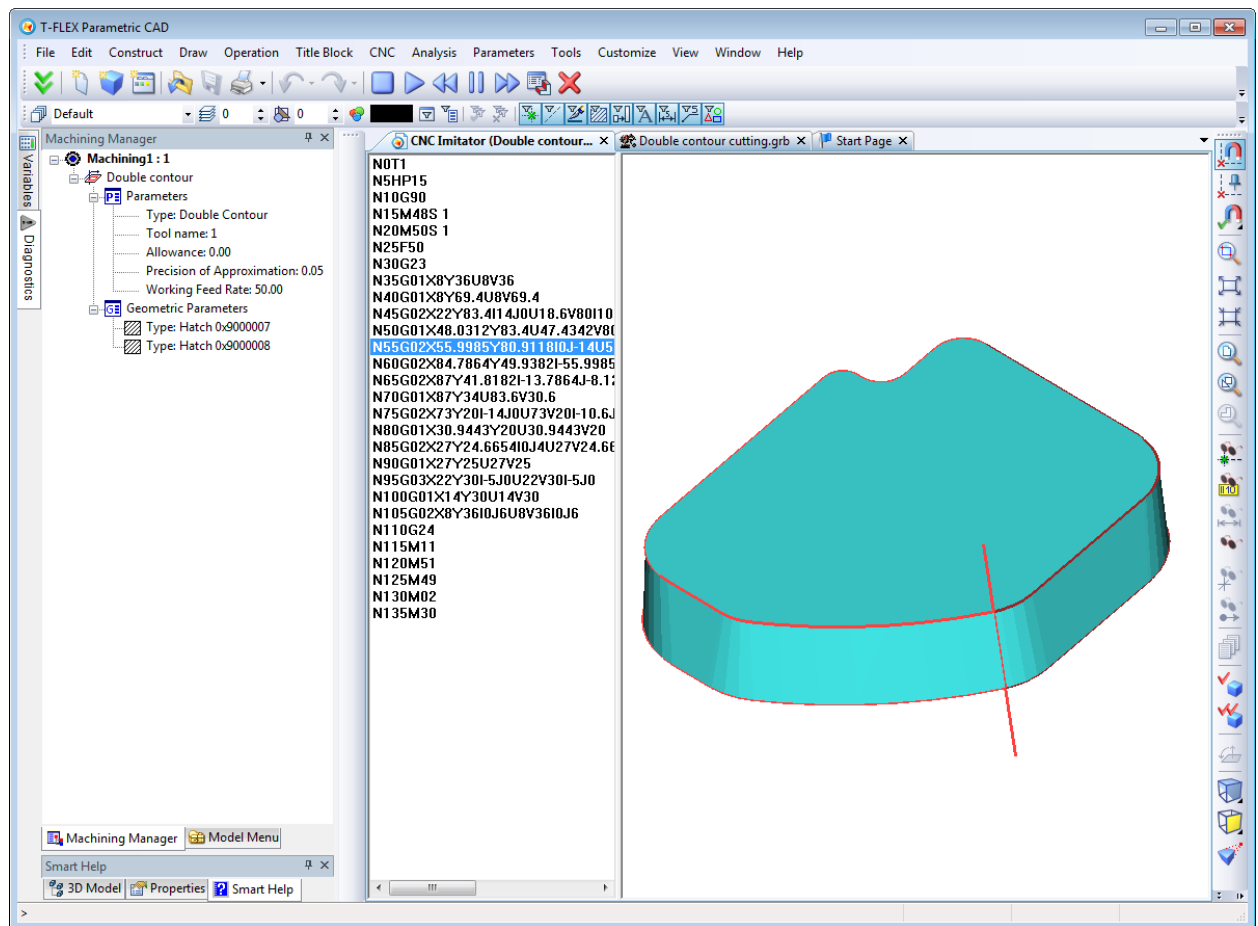 T-FLEX Parametric CAD
File Edit Construct Draw Operation Title Block CNC Analysis Parameters Tools Customize View Window Help
Default 0 0
Machining Manager
CNC Imitator (Double contour... Double contour cutting.grb Start Page
Variables
Diagnostics
Machining1 : 1
Double contour
Parameters
Type: Double Contour
Tool name: 1
Allowance: 0.00
Precision of Approximation: 0.05
Working Feed Rate: 50.00
Geometric Parameters
Type: Hatch 0x9000007
Type: Hatch 0x9000008
N0T1
N5HP15
N10G90
N15M48S 1
N20M50S 1
N25F50
N30G23
N35G01X8Y36U8V36
N40G01X8Y69.4U8V69.4
N45G02X22Y83.4I14J0U18.6V80I10
N50G01X48.0312Y83.4U47.4342V8
N55G02X55.9985Y80.9118I0J-14U5
N60G02X84.7864Y49.9382I-55.9985
N65G02X87Y41.8182I-13.7864J-8.1
N70G01X87Y34U83.6V30.6
N75G02X73Y20I-14J0U73V20I-10.6J
N80G01X30.9443Y20U30.9443V20
N85G02X27Y24.6654I0J4U27V24.66
N90G01X27Y25U27V25
N95G03X22Y30I-5J0U22V30I-5J0
N100G01X14Y30U14V30
N105G02X8Y36I0J6U8V36I0J6
N110G24
N115M11
N120M51
N125M49
N130M02
N135M30
Machining Manager Model Menu
Smart Help
3D Model Properties Smart Help
>